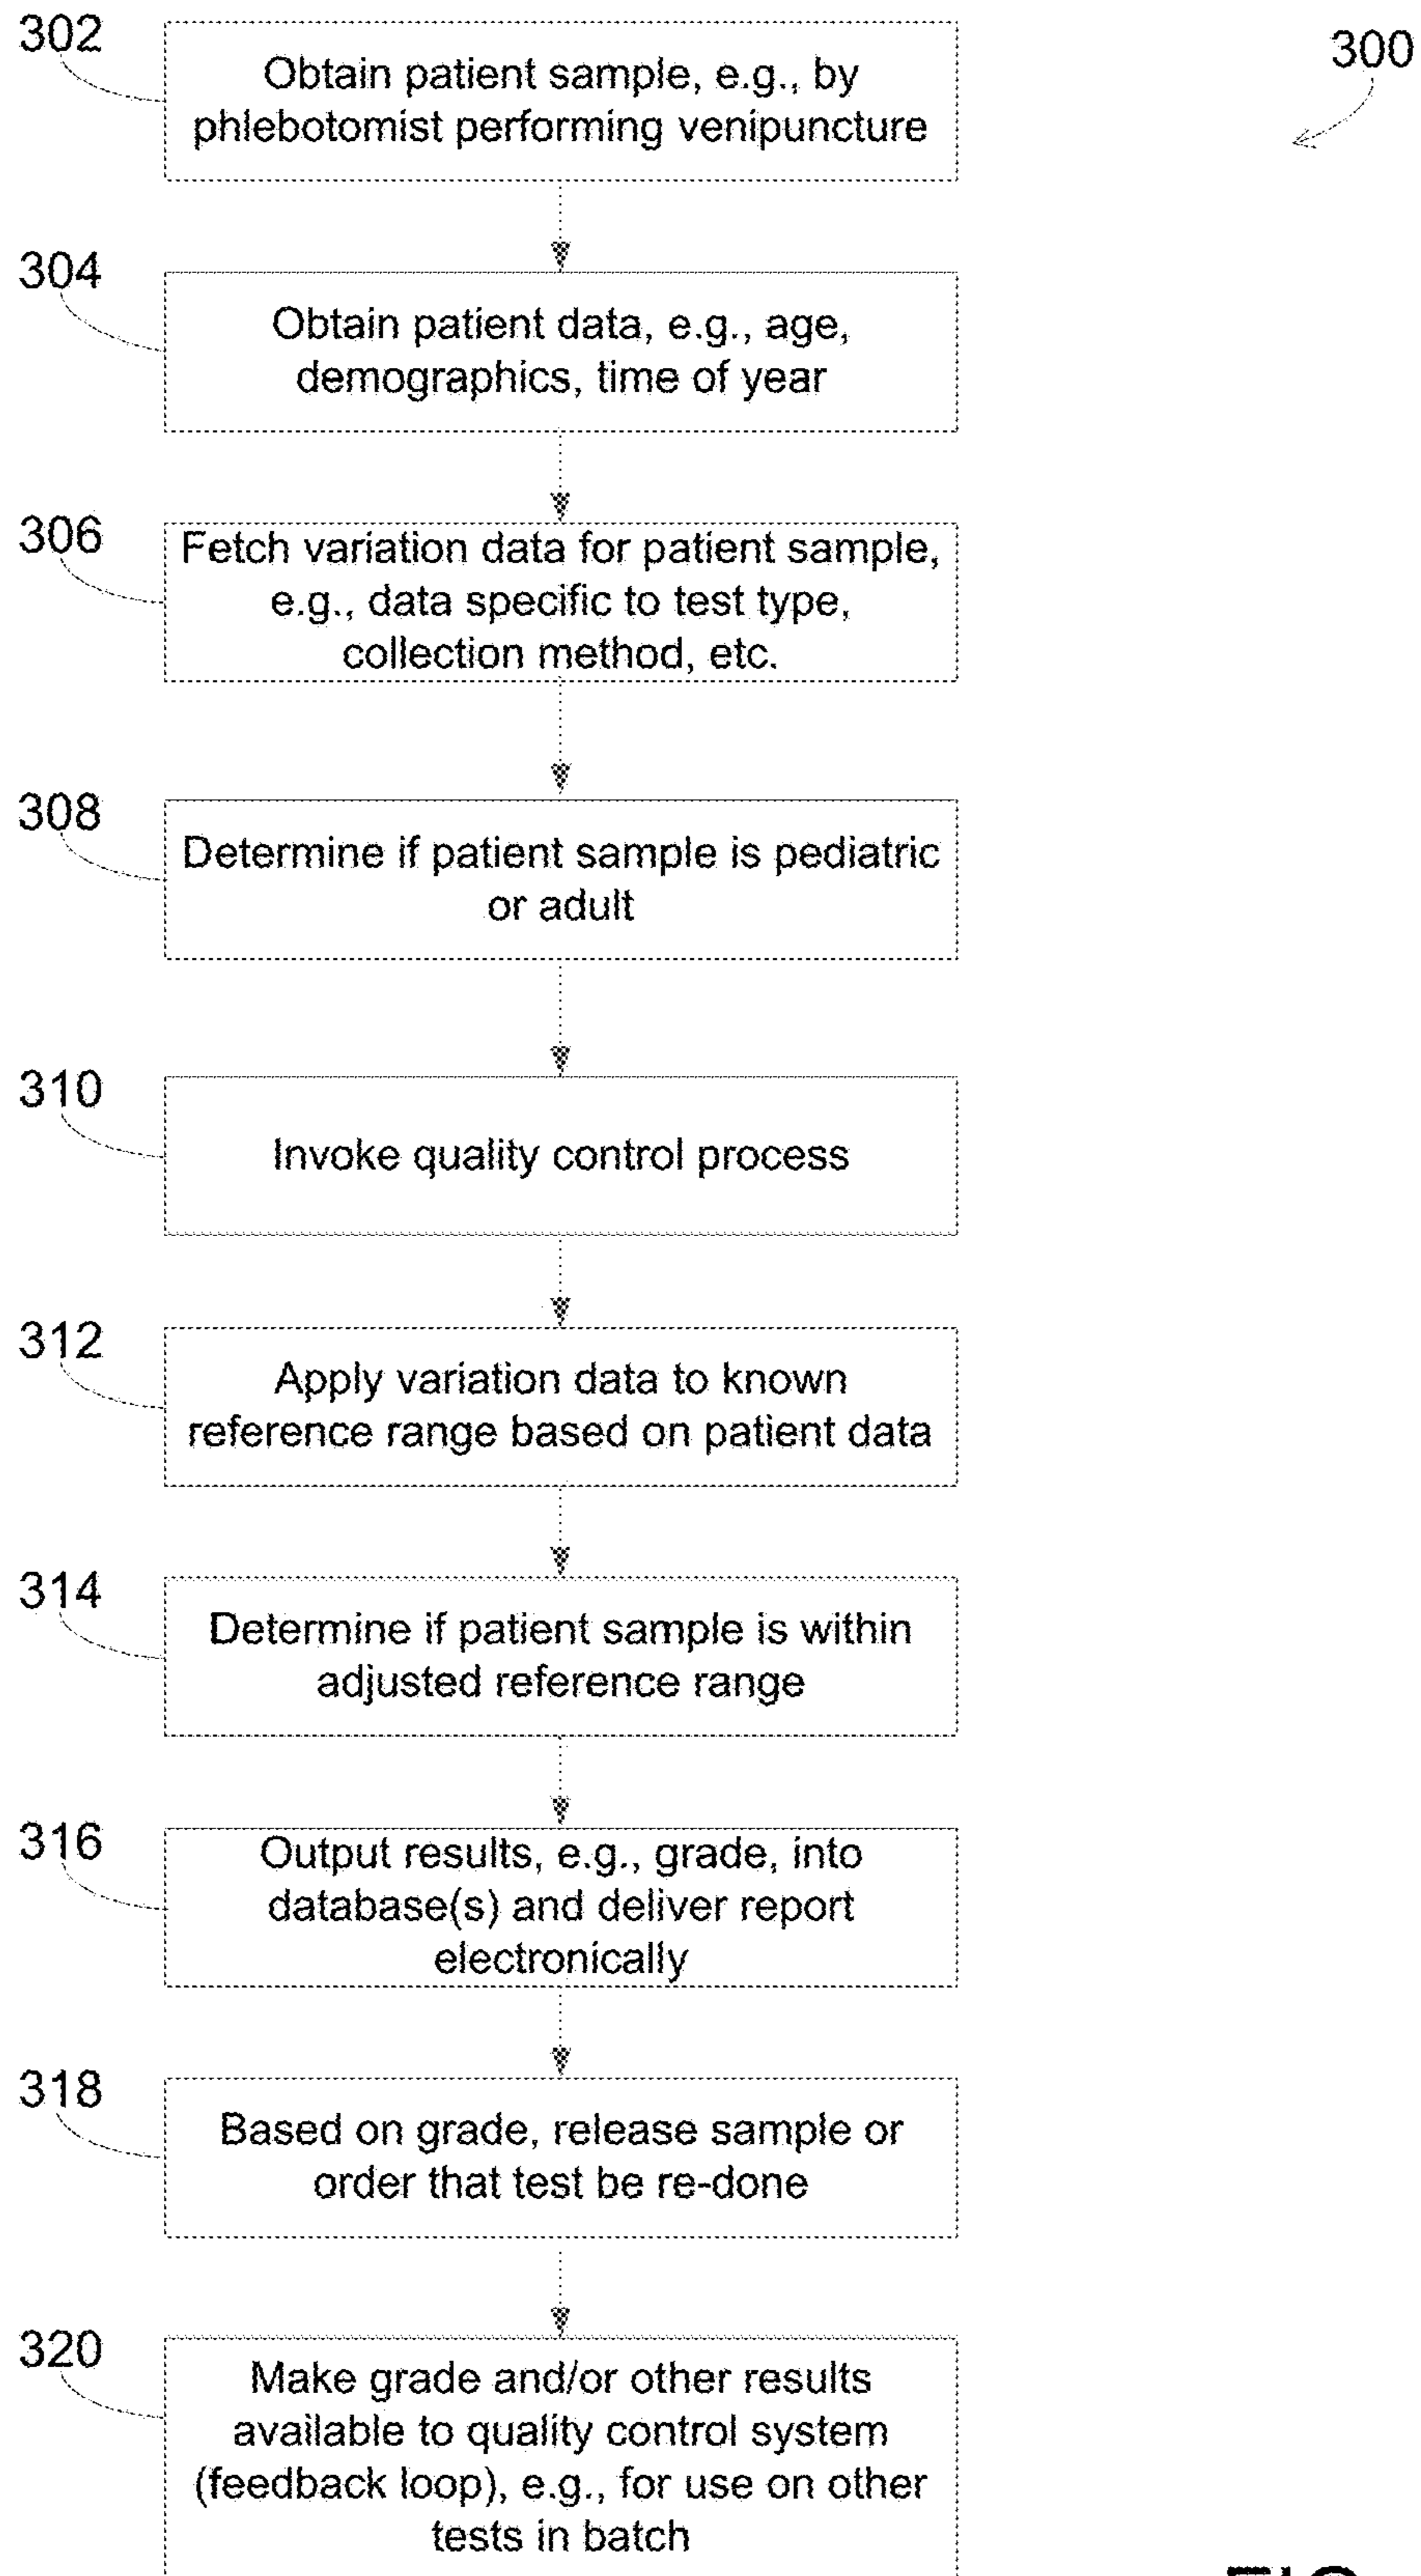 302
Obtain patient sample, e.g., by
phlebotomist performing venipuncture
300
304
Obtain patient data, e.g., age,
demographics, time of year
306
Fetch variation data for patient sample,
e.g., data specific to test type,
collection method, etc.
308
Determine if patient sample is pediatric
or adult
310
Invoke quality control process
312
Apply variation data to known
reference range based on patient data
314
Determine if patient sample is within
adjusted reference range
316
Output results, e.g., grade, into
database(s) and deliver report
electronically
318
Based on grade, release sample or
order that test be re-done
320
Make grade and/or other results
available to quality control system
(feedback loop), e.g., for use on other
tests in batch